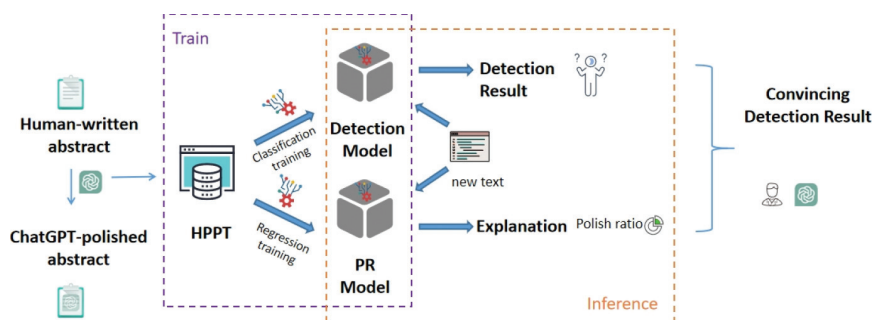 Train
Human-written
abstract
ChatGPT-polished
abstract
HPPT
Classification
training
Regression
training
Detection
Model
PR
Model
new text
Detection
Result
Explanation
Polish ratio
Inference
Convincing
Detection Result
? ?